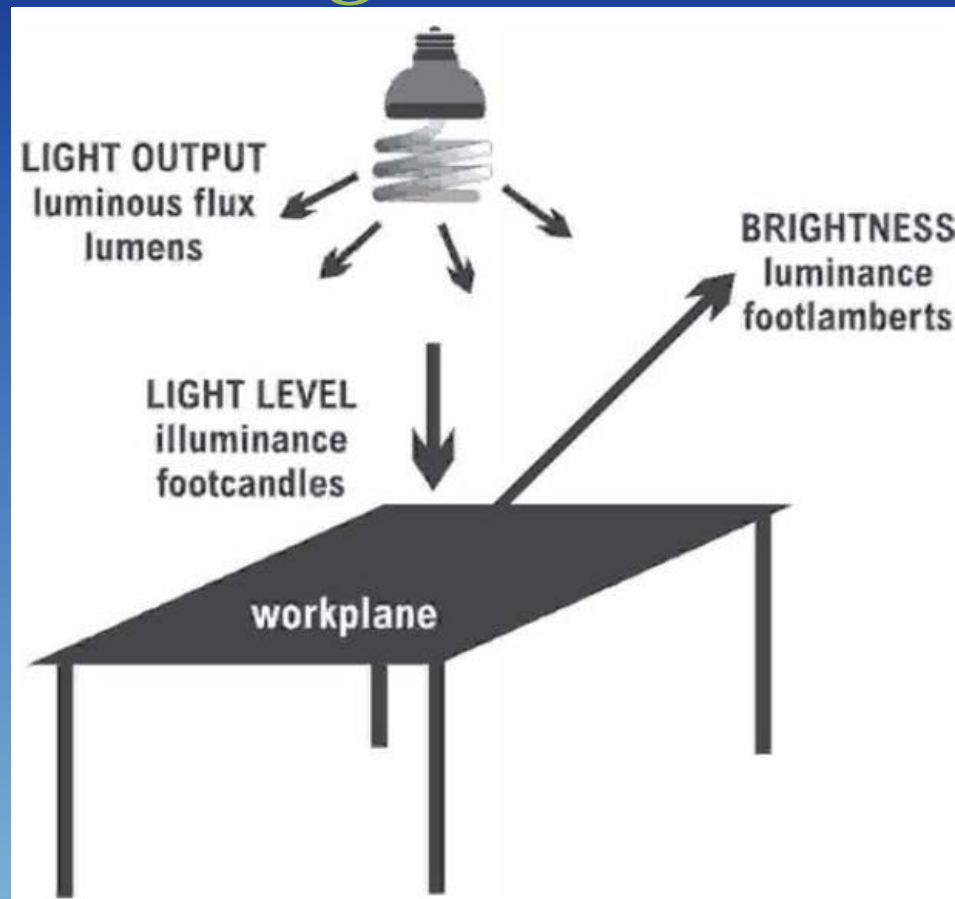 LIGHT OUTPUT
luminous flux
lumens
BRIGHTNESS
luminance
footlamberts
LIGHT LEVEL
illuminance
footcandles
workplane